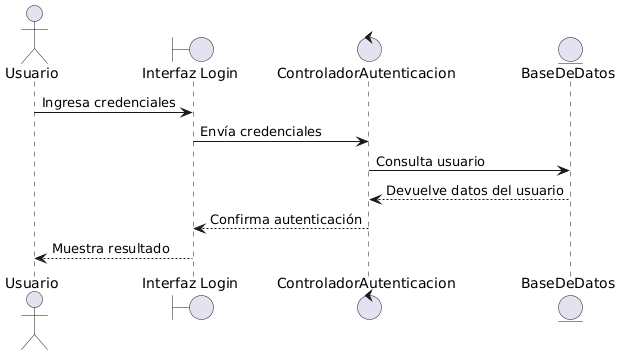 Usuario
Interfaz Login
ControladorAutenticacion
BaseDeDatos
Ingresa credenciales
Envía credenciales
Consulta usuario
Devuelve datos del usuario
Confirma autenticación
Muestra resultado
Usuario
Interfaz Login
ControladorAutenticacion
BaseDeDatos